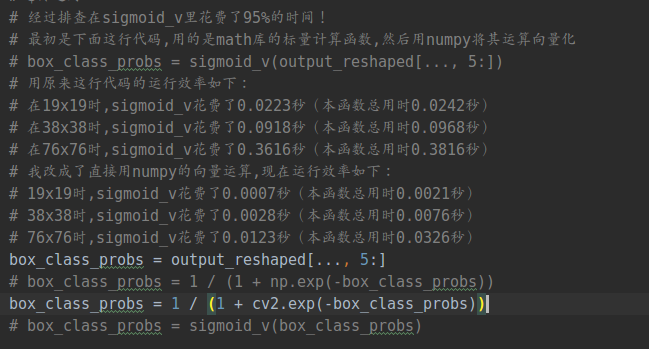 # 经过排查在sigmoid_v里花费了95%的时间！
# 最初是下面这行代码,用的是math库的标量计算函数,然后用numpy将其运算向量化
# box_class_probs = sigmoid_v(output_reshaped[..., 5:])
# 用原来这行代码的运行效率如下：
# 在19x19时,sigmoid_v花费了0.0223秒（本函数总用时0.0242秒）
# 在38x38时,sigmoid_v花费了0.0918秒（本函数总用时0.0968秒）
# 在76x76时,sigmoid_v花费了0.3616秒（本函数总用时0.3816秒）
# 我改成了直接用numpy的向量运算,现在运行效率如下：
# 19x19时,sigmoid_v花费了0.0007秒（本函数总用时0.0021秒）
# 38x38时,sigmoid_v花费了0.0028秒（本函数总用时0.0076秒）
# 76x76时,sigmoid_v花费了0.0123秒（本函数总用时0.0326秒）
box_class_probs = output_reshaped[..., 5:]
# box_class_probs = 1 / (1 + np.exp(-box_class_probs))
box_class_probs = 1 / (1 + cv2.exp(-box_class_probs))
# box_class_probs = sigmoid_v(box_class_probs)